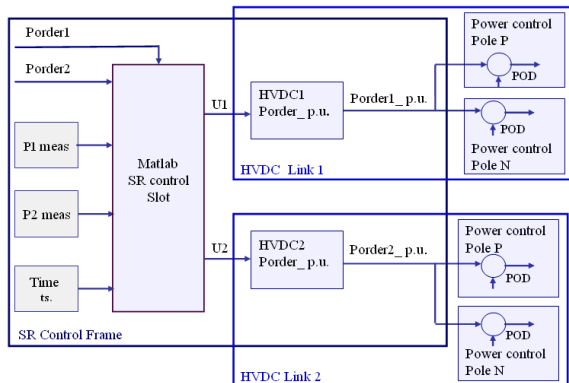 Porder1
Porder2
P1 meas
P2 meas
Time
ts.
Matlab
SR control
Slot
SR Control Frame
U1
U2
HVDC1
Porder_ p.u.
Porder1_ p.u.
Power control
Pole P
POD
POD
Power control
Pole N
HVDC Link 1
HVDC2
Porder_ p.u.
Porder2_ p.u.
Power control
Pole P
POD
POD
Power control
Pole N
HVDC Link 2